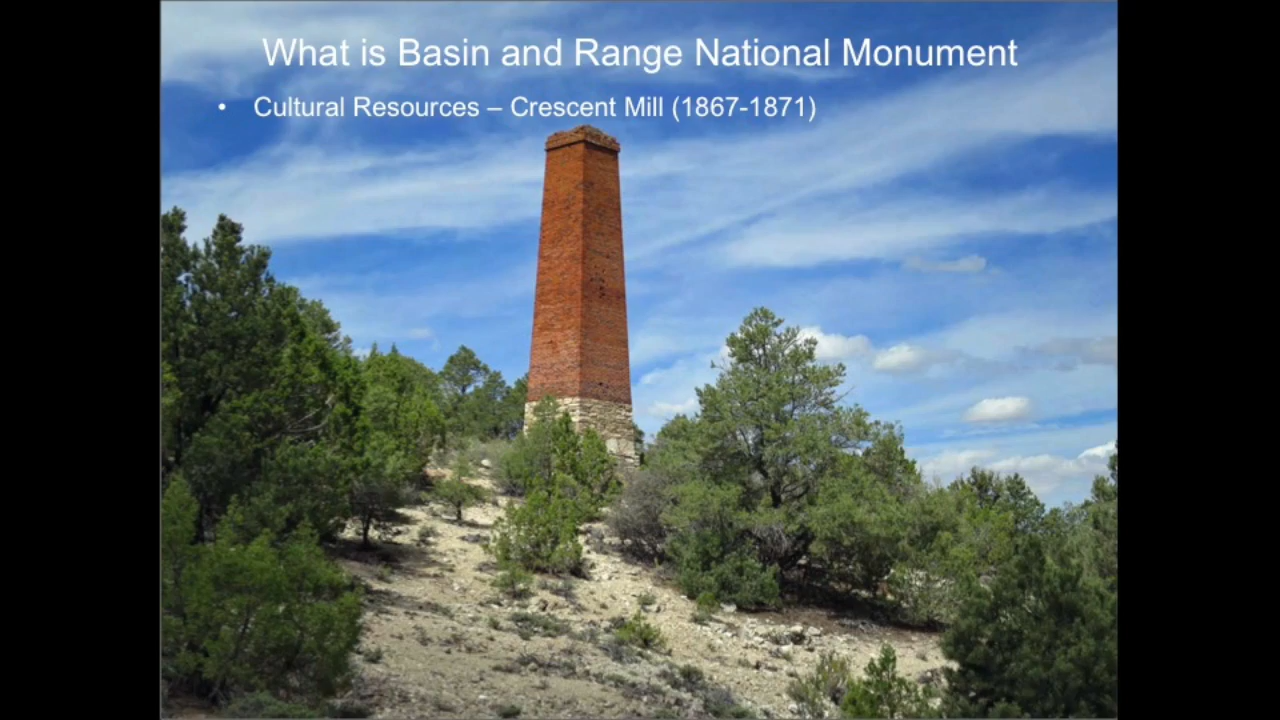 What is Basin and Range National Monument
• Cultural Resources – Crescent Mill (1867-1871)